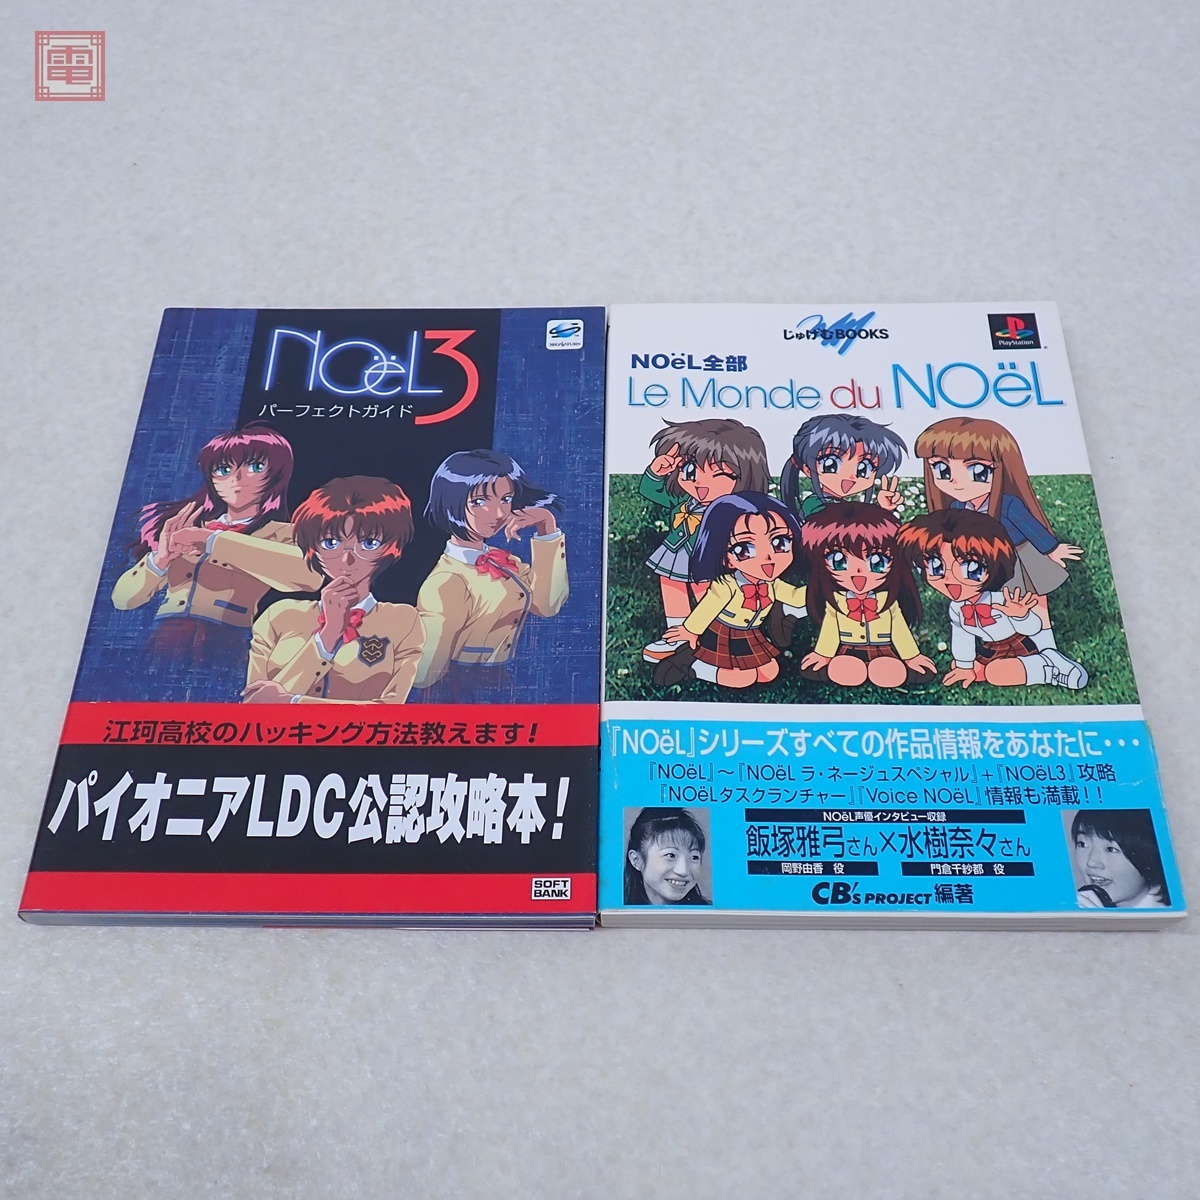 電
NOëL3
パーフェクトガイド
SEGA SATURN
江珂高校のハッキング方法教えます!
パイオニアLDC公認攻略本!
SOFT
BANK
じゅげむBOOKS
PlayStation
NOëL全部
Le Monde du NOëL
『NOëL』シリーズすべての作品情報をあなたに・・・
『NOëL』〜『NOëL ラ・ネージュスペシャル』+『NOëL3』攻略
『NOëLタスクランチャー』『Voice NOëL』情報も満載!!
NOëL声優インタビュー収録
飯塚雅弓さん×水樹奈々さん
岡野由香 役 門倉千紗都 役
CB's PROJECT 編著